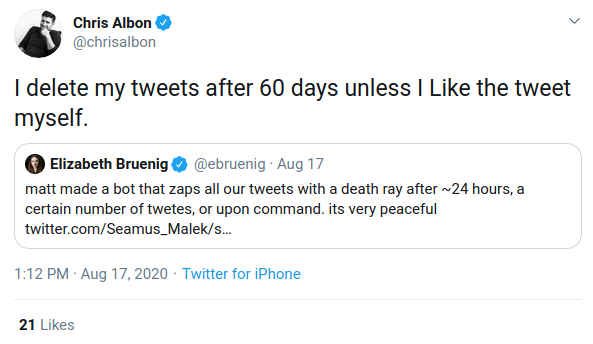 Chris Albon
@chrisalbon
I delete my tweets after 60 days unless I Like the tweet
myself.
Elizabeth Bruenig @ebruenig · Aug 17
matt made a bot that zaps all our tweets with a death ray after ~24 hours, a
certain number of twetes, or upon command. its very peaceful
twitter.com/Seamus_Malek/s…
1:12 PM · Aug 17, 2020 · Twitter for iPhone
21 Likes